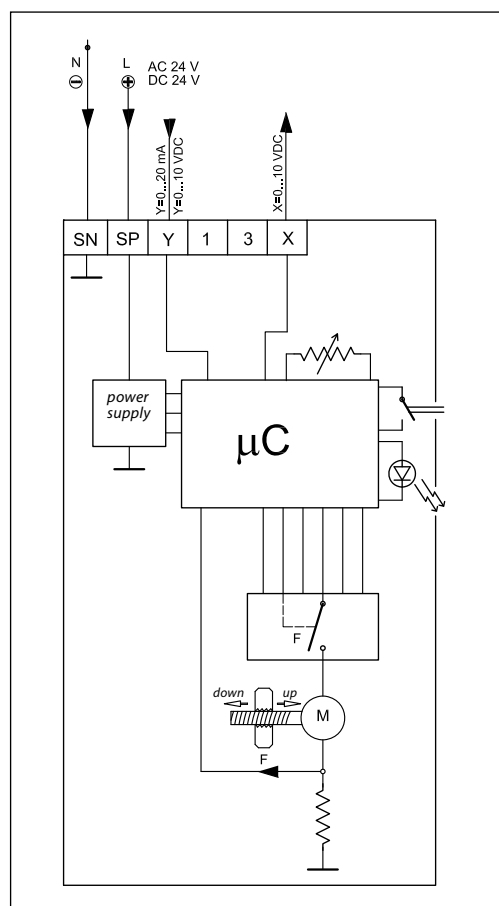 N L AC 24 V
DC 24 V
Y=0...20 mA
Y=0...10 VDC
X=0...10 VDC
SN SP Y 1 3 X
power
supply
μC
F
down up
M
F